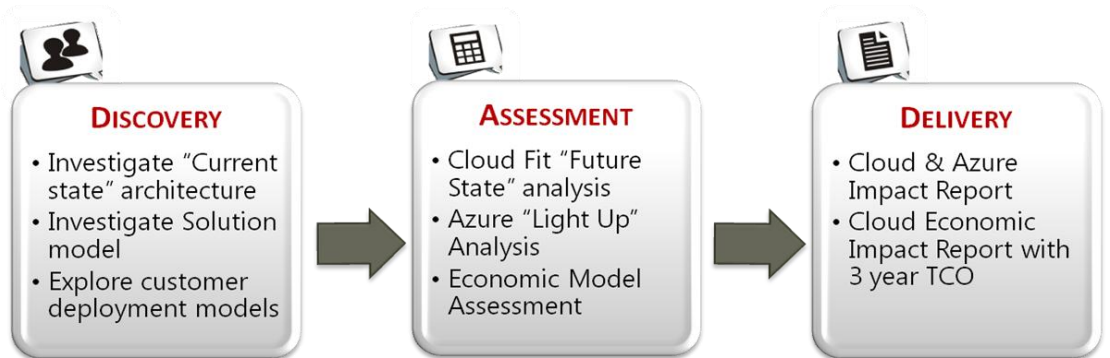 DISCOVERY
• Investigate “Current
state” architecture
• Investigate Solution
model
• Explore customer
deployment models
ASSESSMENT
• Cloud Fit “Future
State” analysis
• Azure “Light Up”
Analysis
• Economic Model
Assessment
DELIVERY
• Cloud & Azure
Impact Report
• Cloud Economic
Impact Report with
3 year TCO